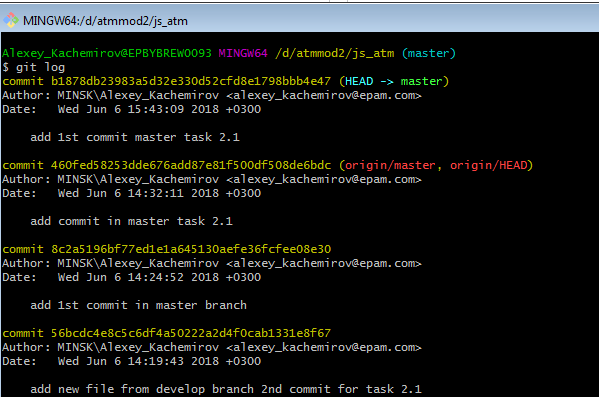 MINGW64:/d/atmmod2/js_atm
Alexey_Kachemirov@EPBYBREW0093 MINGW64 /d/atmmod2/js_atm (master)
$ git log
commit b1878db23983a5d32e330d52cfd8e1798bbb4e47 (HEAD -> master)
Author: MINSK\Alexey_Kachemirov <alexey_kachemirov@epam.com>
Date:   Wed Jun 6 15:43:09 2018 +0300
    add 1st commit master task 2.1
commit 460fed58253dde676add87e81f500df508de6bdc (origin/master, origin/HEAD)
Author: MINSK\Alexey_Kachemirov <alexey_kachemirov@epam.com>
Date:   Wed Jun 6 14:32:11 2018 +0300
    add commit in master task 2.1
commit 8c2a5196bf77ed1e1a645130aefe36fcfee08e30
Author: MINSK\Alexey_Kachemirov <alexey_kachemirov@epam.com>
Date:   Wed Jun 6 14:24:52 2018 +0300
    add 1st commit in master branch
commit 56bcdc4e8c5c6df4a50222a2d4f0cab1331e8f67
Author: MINSK\Alexey_Kachemirov <alexey_kachemirov@epam.com>
Date:   Wed Jun 6 14:19:43 2018 +0300
    add new file from develop branch 2nd commit for task 2.1